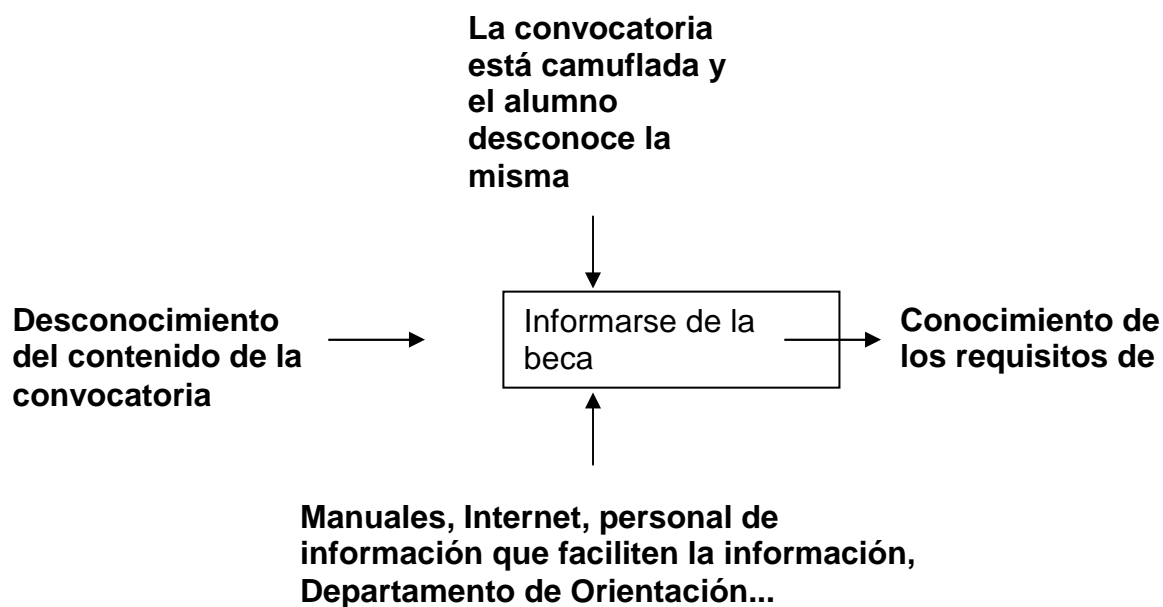 La convocatoria
está camuflada y
el alumno
desconoce la
misma
Desconocimiento
del contenido de la
convocatoria
Informarse de la
beca
Conocimiento de
los requisitos de
Manuales, Internet, personal de
información que faciliten la información,
Departamento de Orientación...